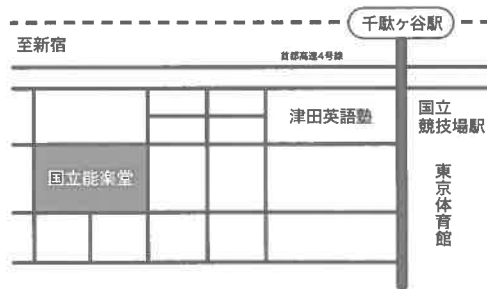 千駄ヶ谷駅
至新宿
首都高速4号線
津田英語塾
国立
競技場駅
国立能楽堂
東京体育館